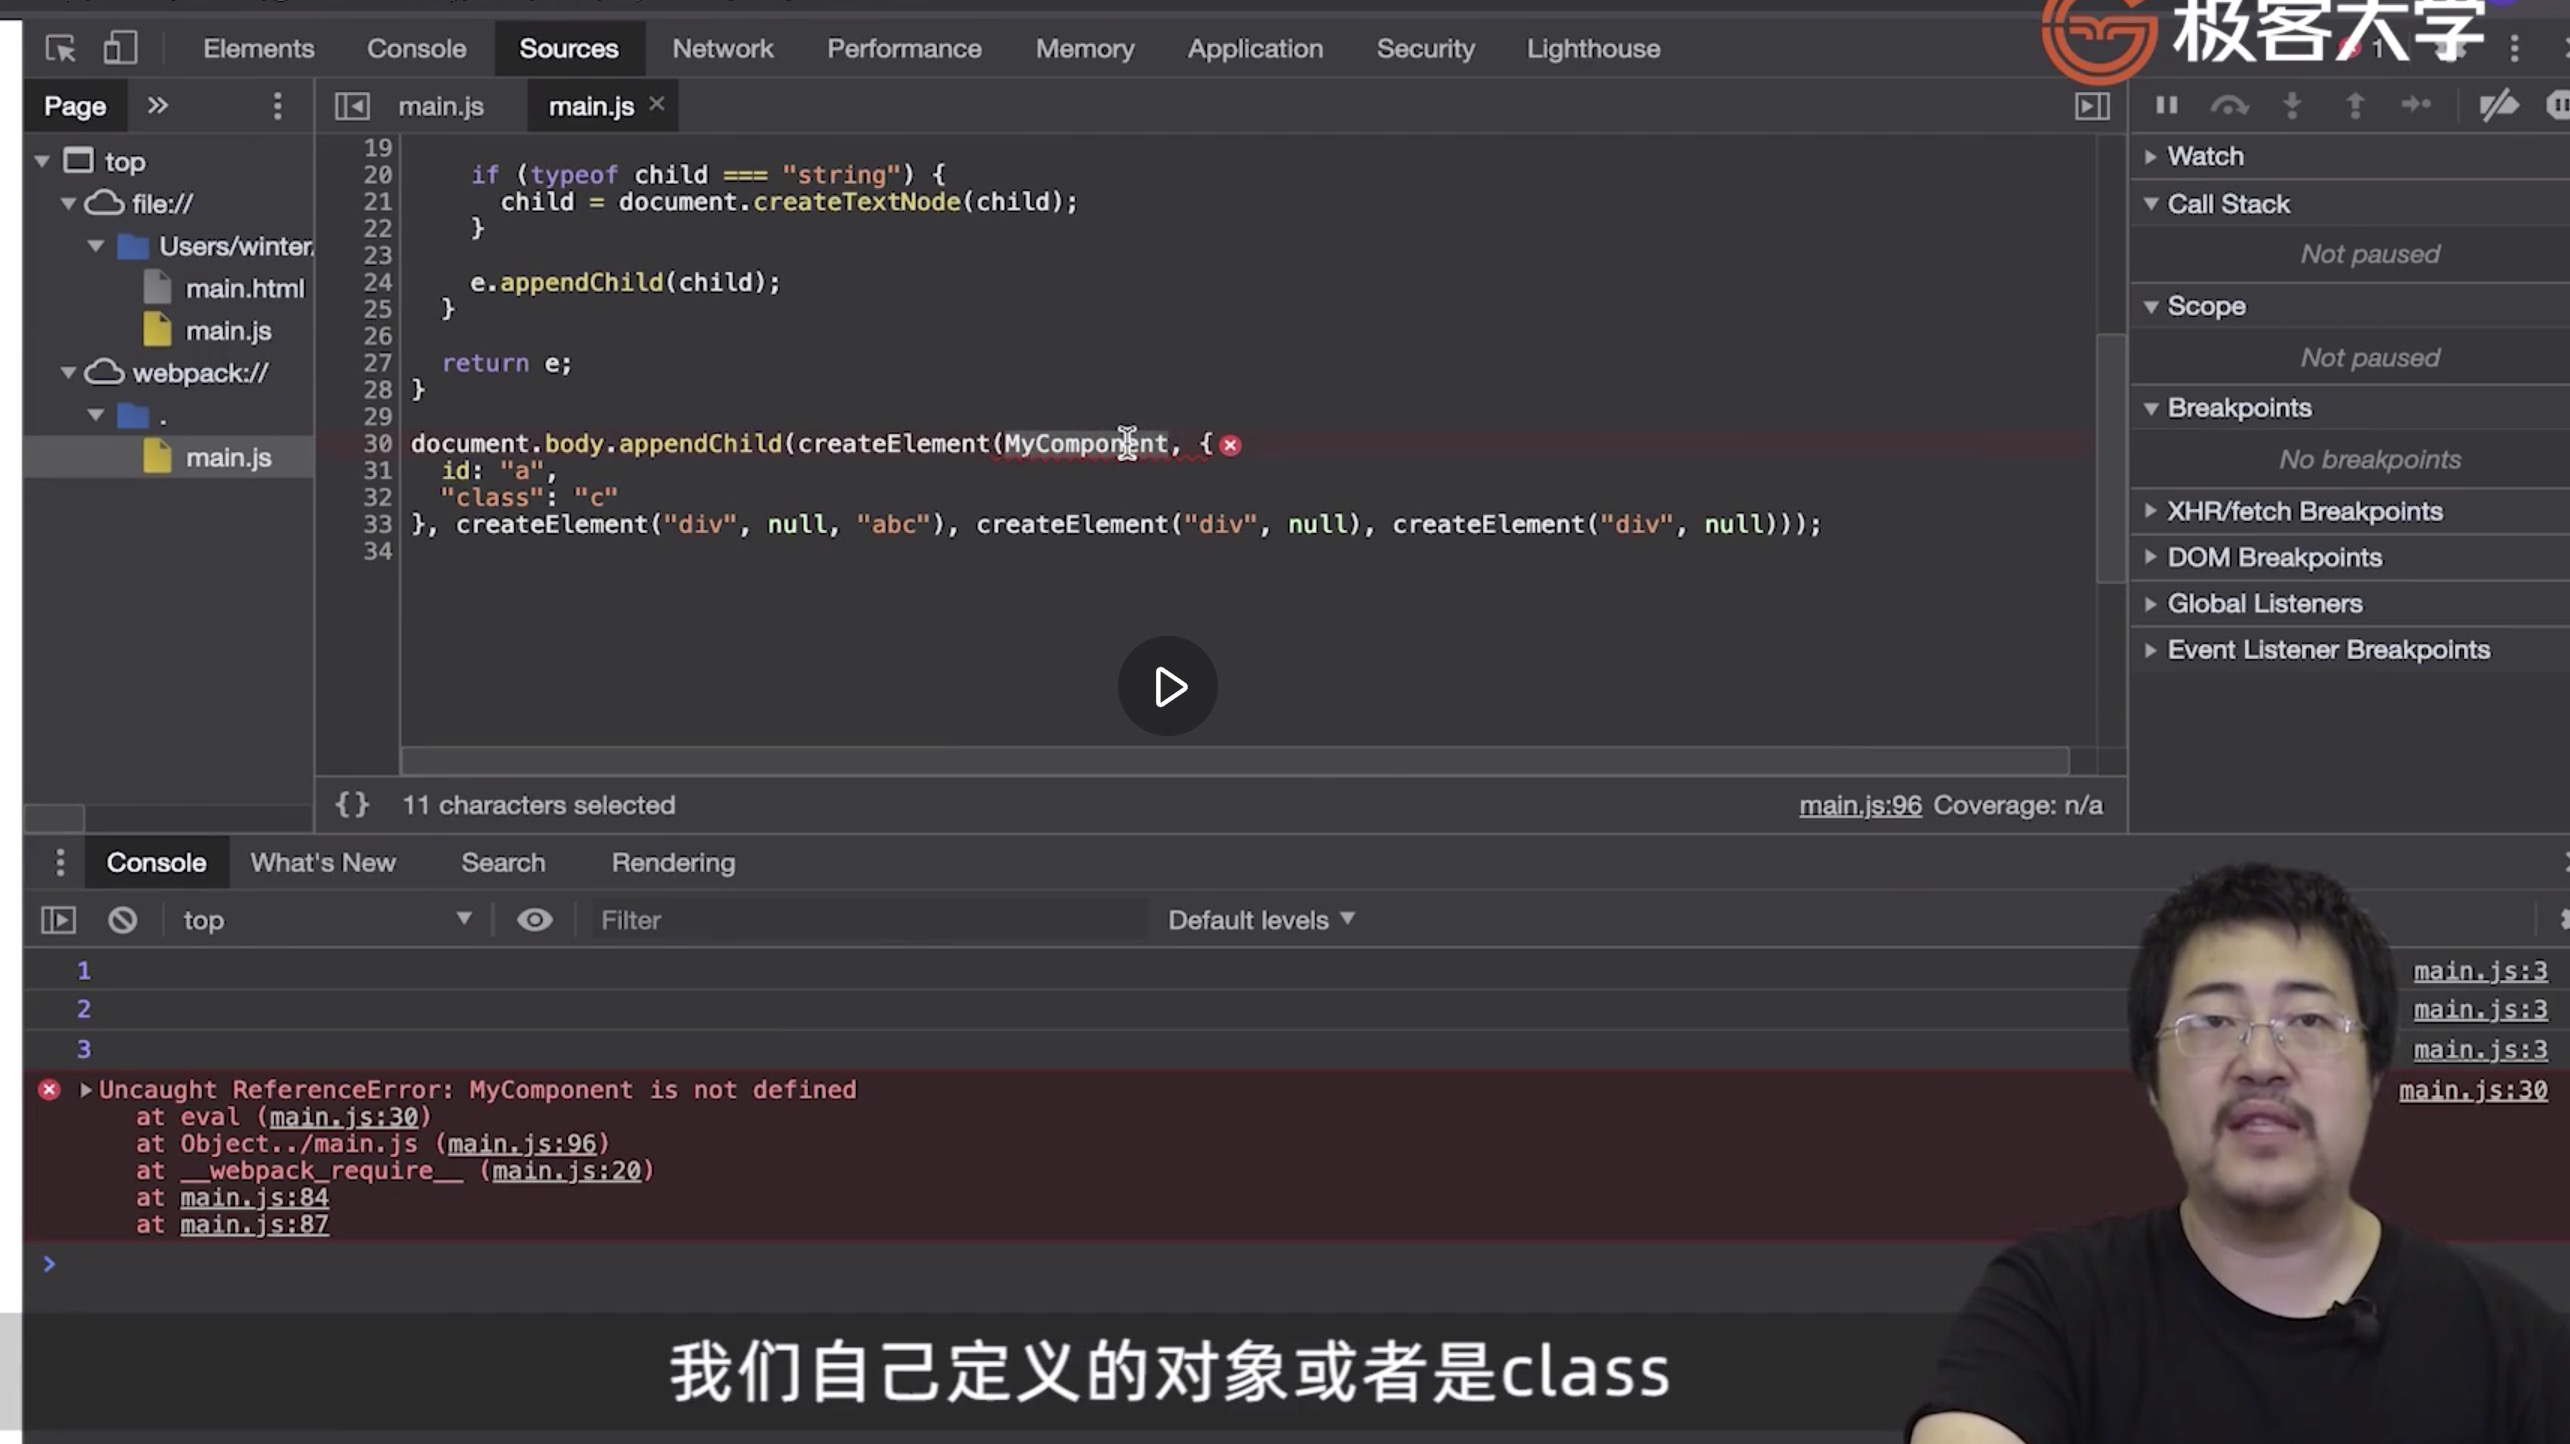 极客大学
Elements Console Sources Network Performance Memory Application Security Lighthouse 1
Page » main.js main.js ×
top
file://
Users/winter/
main.html
main.js
webpack://
.
main.js
19
20 if (typeof child === "string") {
21 child = document.createTextNode(child);
22 }
23
24 e.appendChild(child);
25 }
26
27 return e;
28 }
29
30 document.body.appendChild(createElement(MyComponent, {
31 id: "a",
32 "class": "c"
33 }, createElement("div", null, "abc"), createElement("div", null), createElement("div", null)));
34
{} 11 characters selected main.js:96 Coverage: n/a
Watch
Call Stack
Not paused
Scope
Not paused
Breakpoints
No breakpoints
XHR/fetch Breakpoints
DOM Breakpoints
Global Listeners
Event Listener Breakpoints
Console What's New Search Rendering
top Filter Default levels
1 main.js:3
2 main.js:3
3 main.js:3
Uncaught ReferenceError: MyComponent is not defined main.js:30
at eval (main.js:30)
at Object../main.js (main.js:96)
at __webpack_require__ (main.js:20)
at main.js:84
at main.js:87
>
我们自己定义的对象或者是class